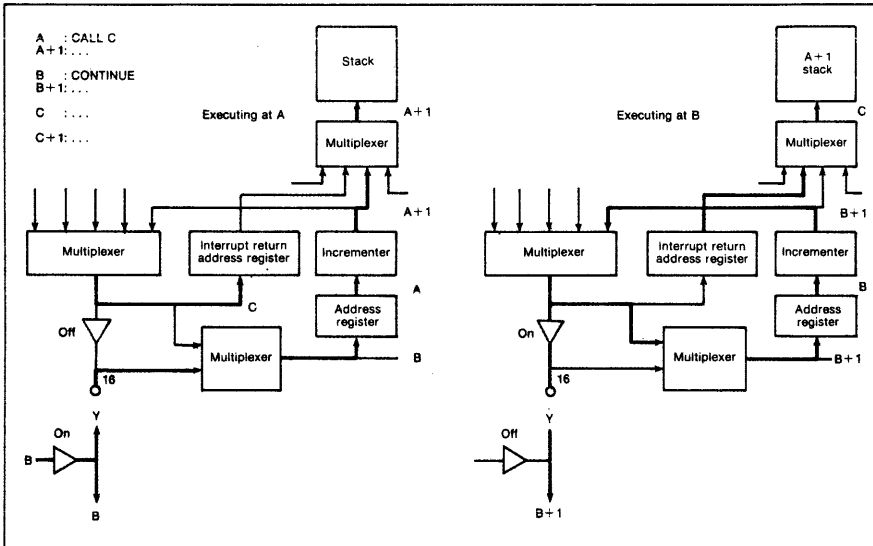 A : CALL C
A+1: . . .
B : CONTINUE
B+1: . . .
C : . . .
C+1: . . .
Executing at A
Stack
A+1
Multiplexer
A+1
Multiplexer
Interrupt return
address register
Incrementer
C
A
Address
register
Off
Multiplexer
B
16
Y
On
B
B
Executing at B
A+1
stack
C
Multiplexer
B+1
Multiplexer
Interrupt return
address register
Incrementer
B
Address
register
On
Multiplexer
B+1
16
Y
Off
B+1